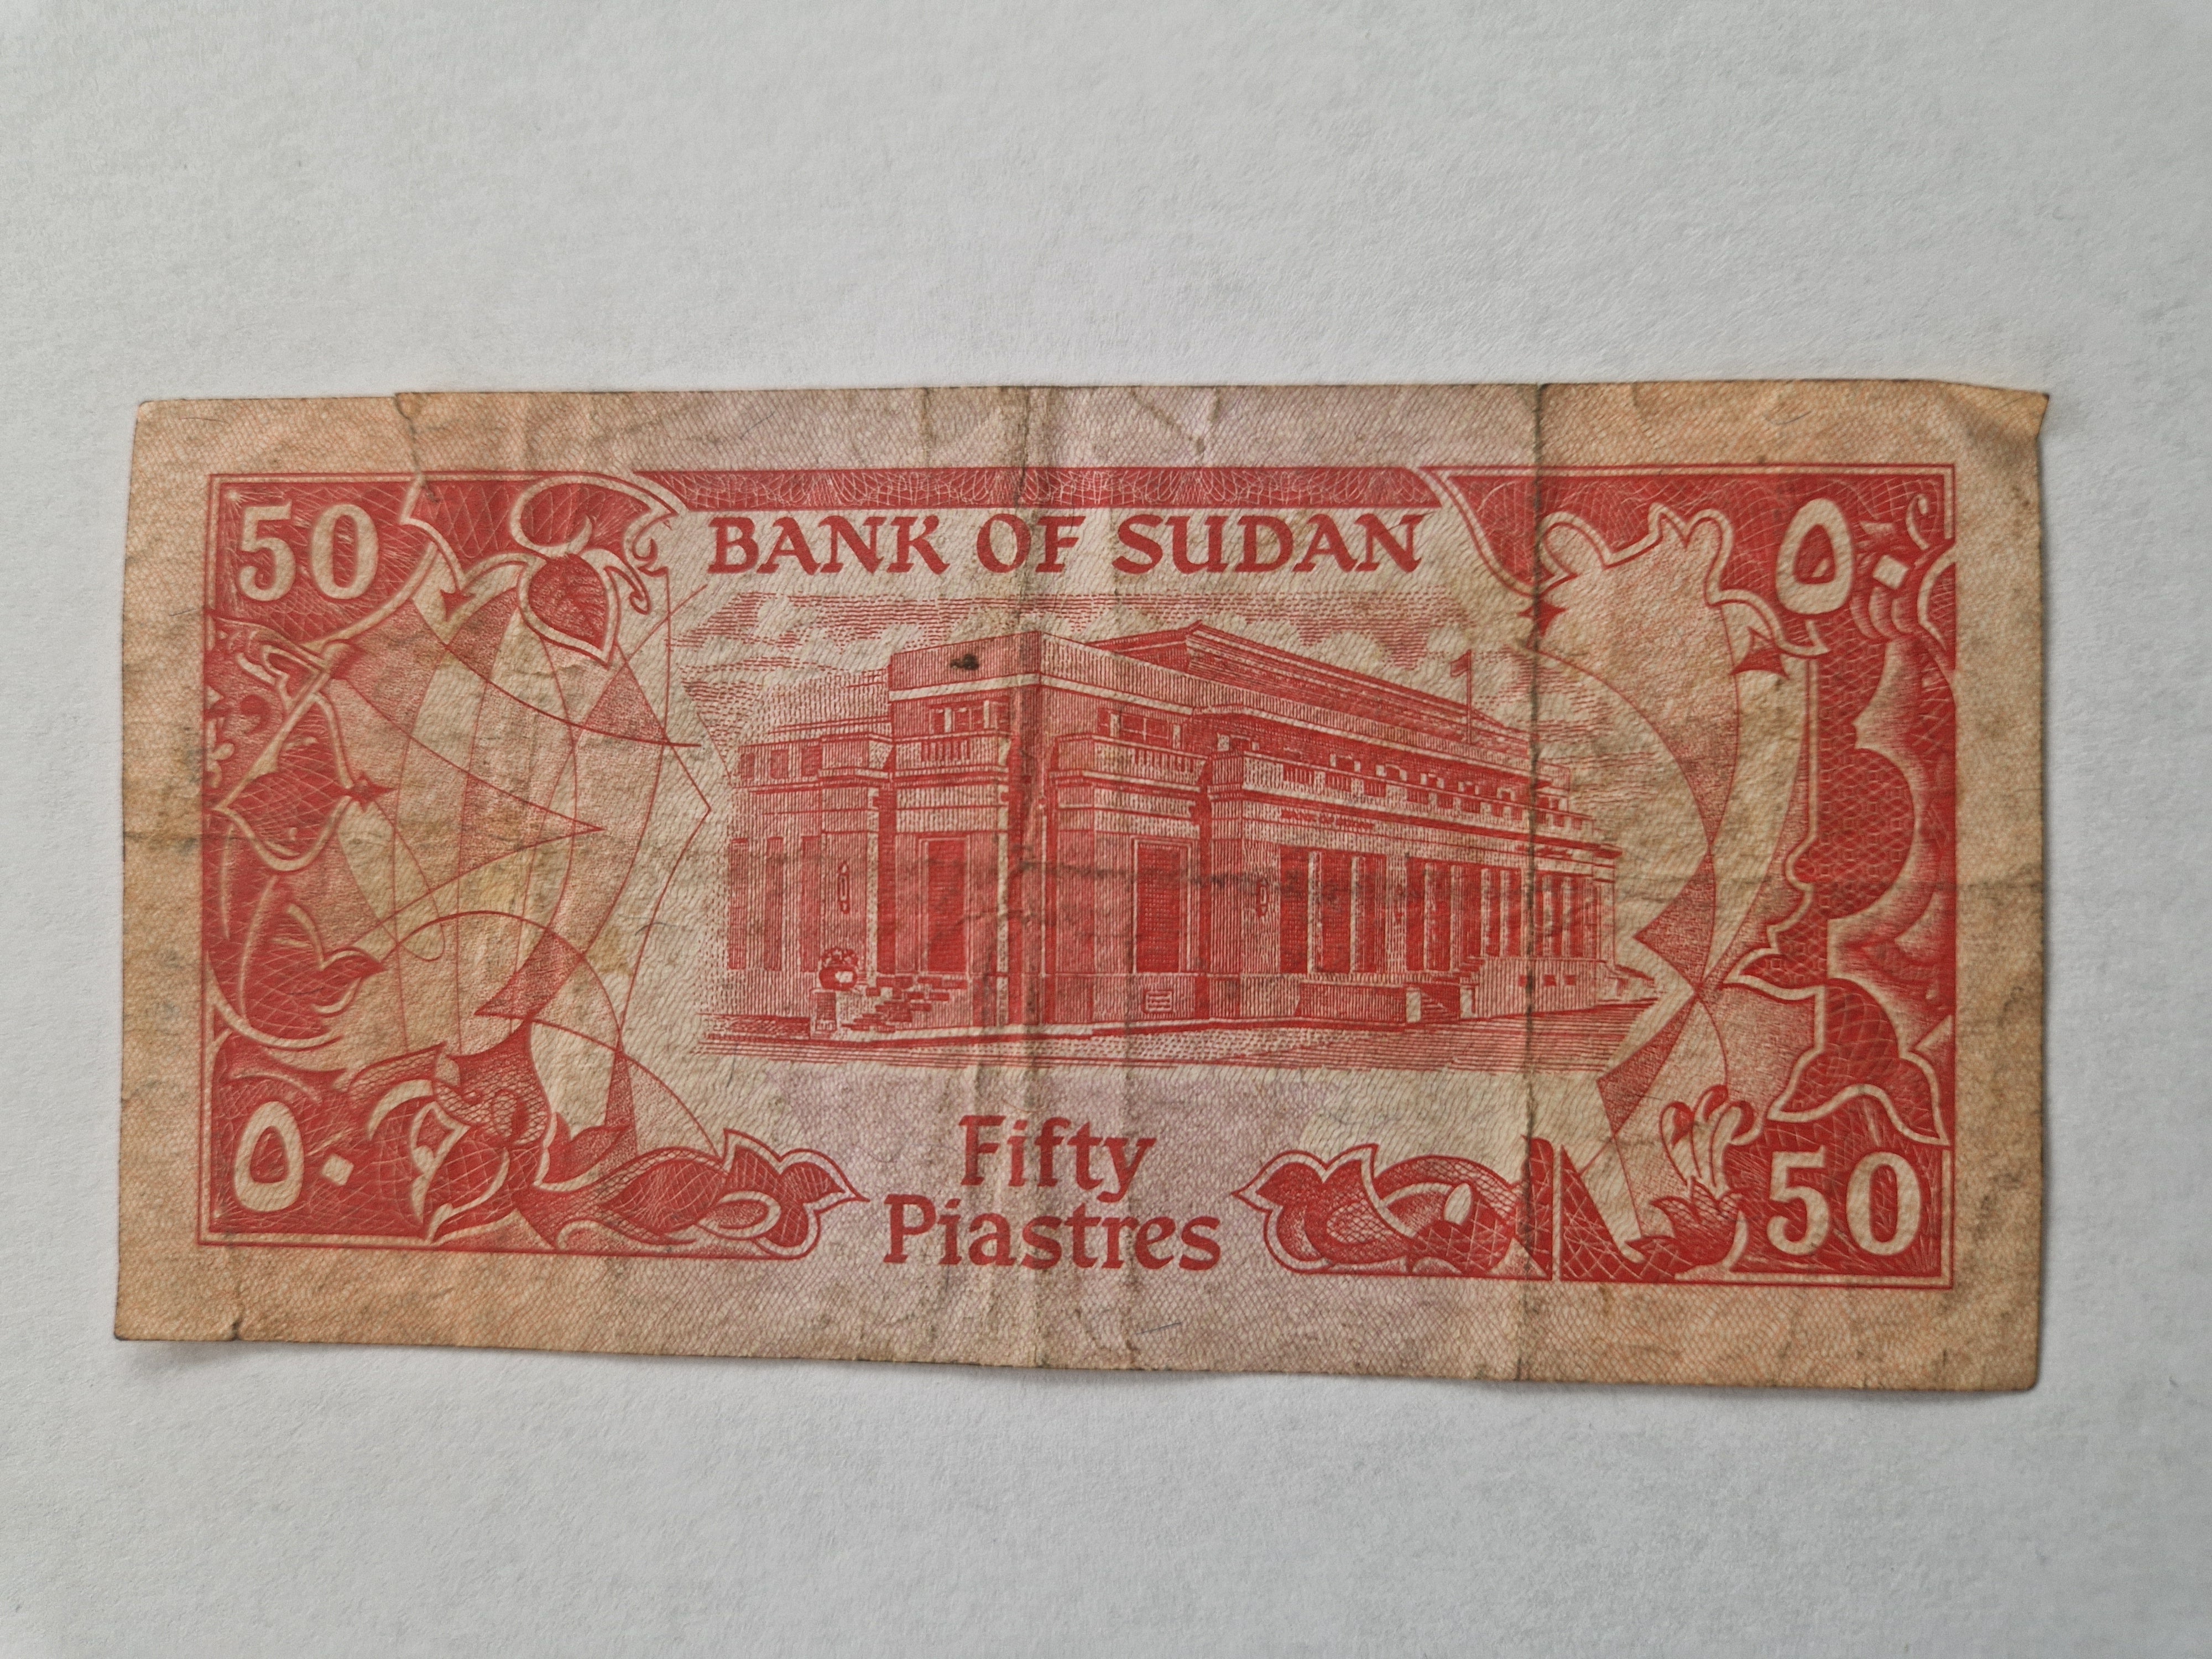 50
BANK OF SUDAN
٥٠
٥٠
Fifty
Piastres
50